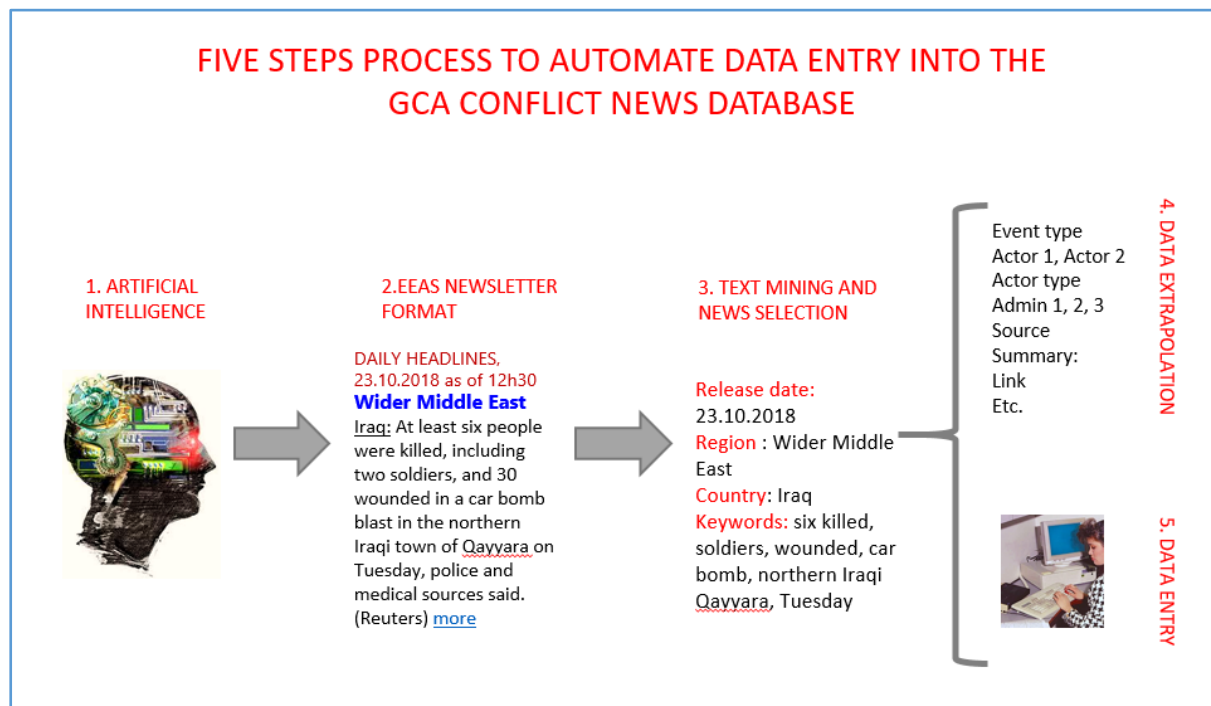 FIVE STEPS PROCESS TO AUTOMATE DATA ENTRY INTO THE
GCA CONFLICT NEWS DATABASE
1. ARTIFICIAL
INTELLIGENCE
2.EEAS NEWSLETTER
FORMAT
DAILY HEADLINES,
23.10.2018 as of 12h30
Wider Middle East
Iraq: At least six people
were killed, including
two soldiers, and 30
wounded in a car bomb
blast in the northern
Iraqi town of Qayyara on
Tuesday, police and
medical sources said.
(Reuters) more
3. TEXT MINING AND
NEWS SELECTION
Release date:
23.10.2018
Region : Wider Middle
East
Country: Iraq
Keywords: six killed,
soldiers, wounded, car
bomb, northern Iraqi
Qayyara, Tuesday
Event type
Actor 1, Actor 2
Actor type
Admin 1, 2, 3
Source
Summary:
Link
Etc.
4. DATA EXTRAPOLATION
5. DATA ENTRY